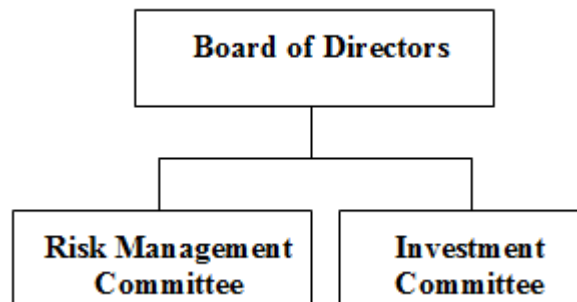 Board of Directors
Risk Management
Committee
Investment
Committee